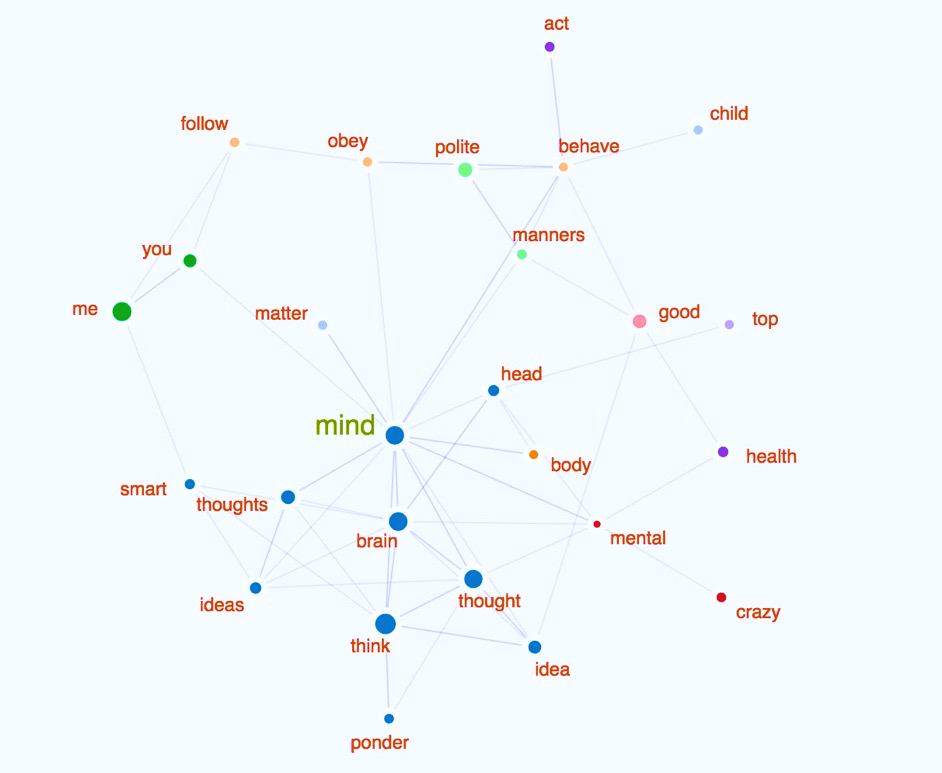 act
child
follow
obey
polite
behave
manners
you
me
matter
good
top
head
mind
body
health
smart
thoughts
brain
mental
ideas
thought
crazy
think
idea
ponder